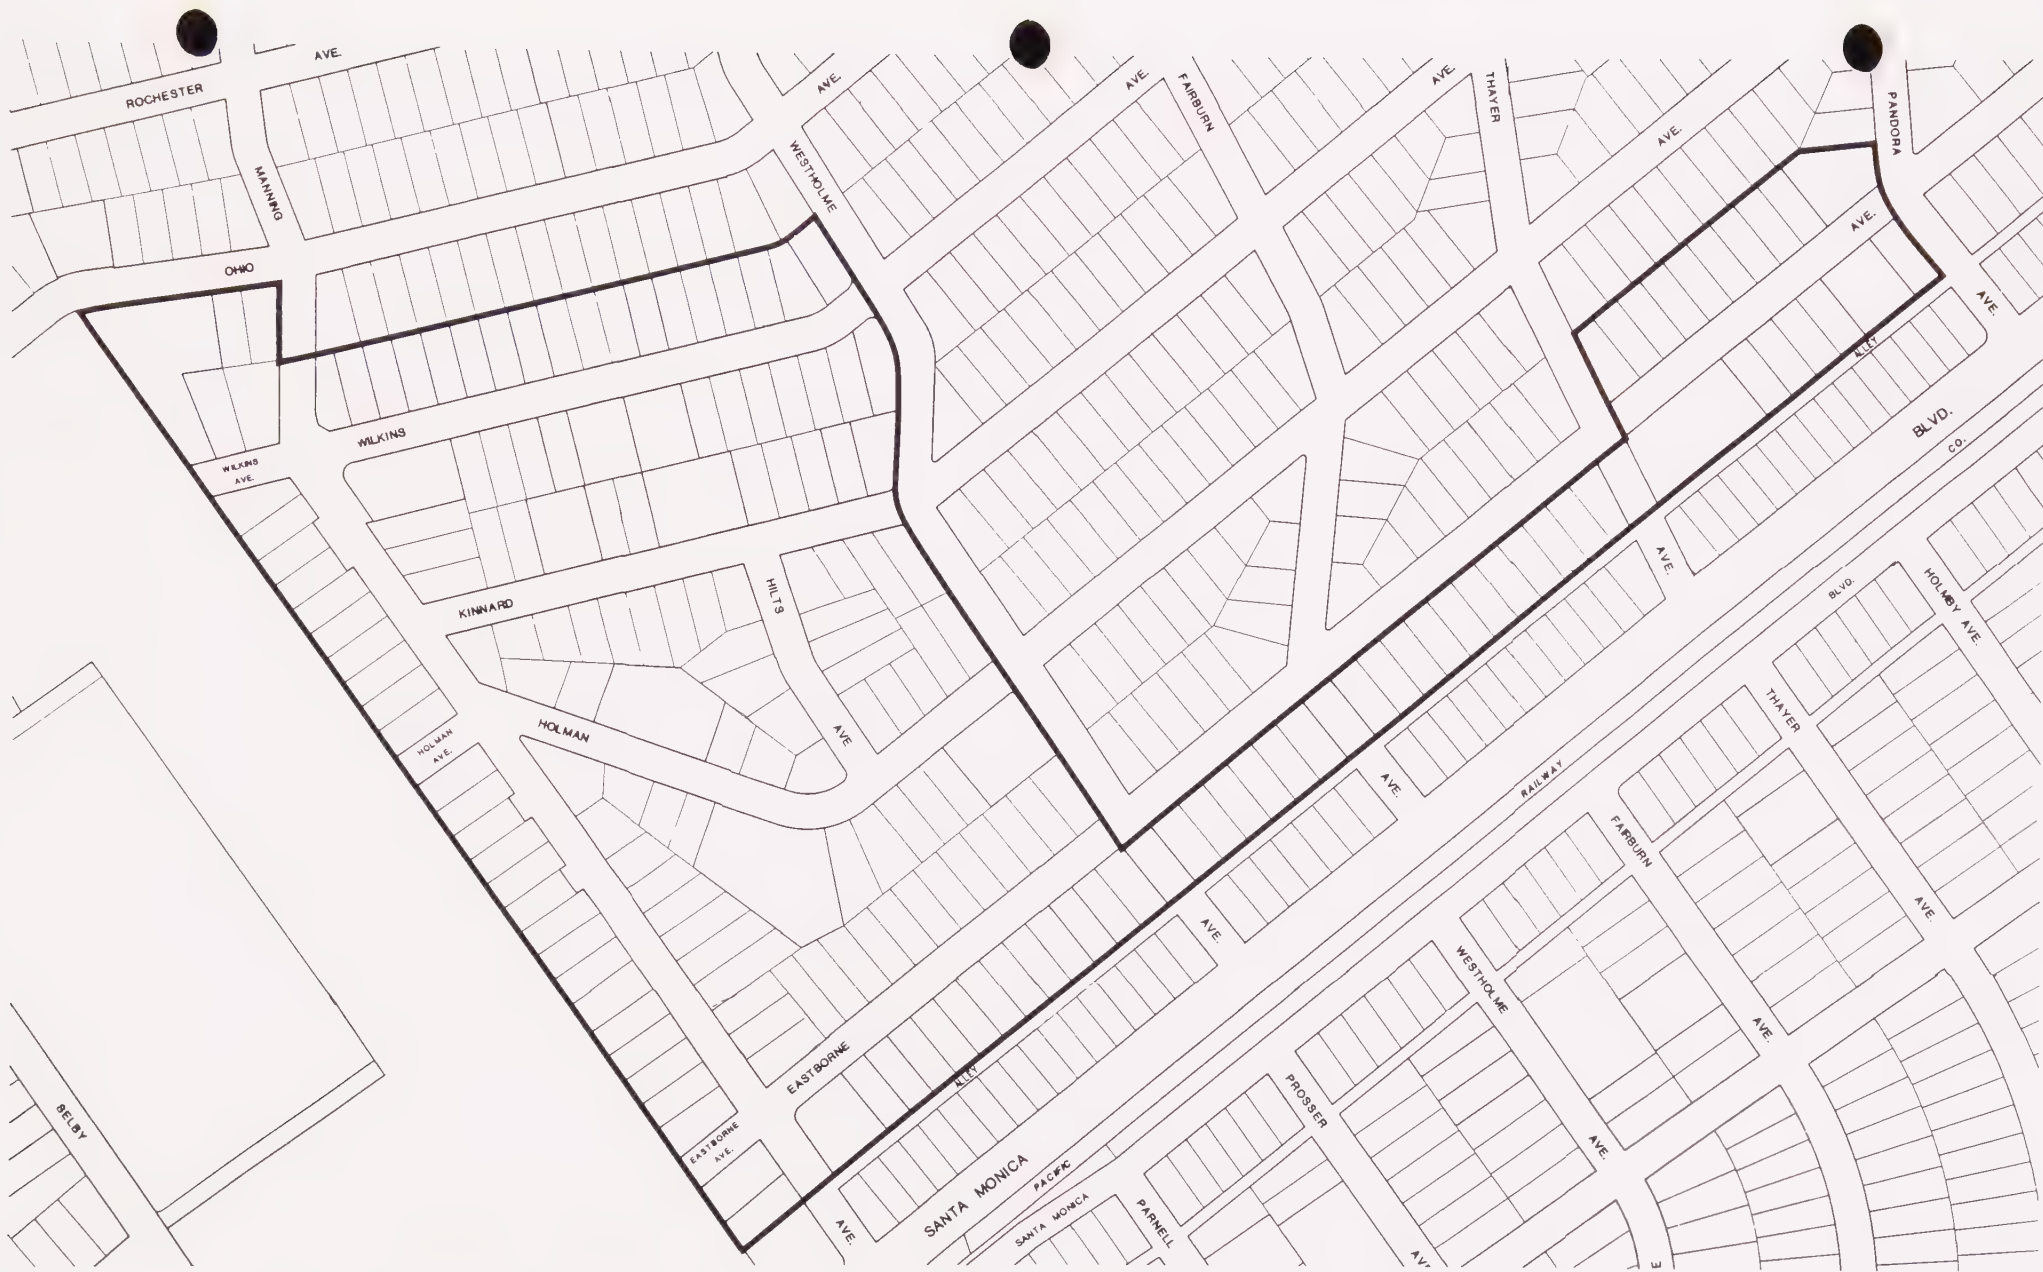 AVE.
ROCHESTER
AVE.
AVE.
FAIRBURN
AVE.
THAYER
AVE.
PANDORA
MANNING
WESTHOLME
AVE.
OHIO
AVE.
ALLEY
BLVD.
CO.
WILKINS
WILKINS
AVE.
AVE.
KINNARD
HILTS
AVE
HOLMAN
HOLMAN
AVE.
BLVD.
HOLMBY AVE.
THAYER
RAILWAY
AVE.
FAIRBURN
AVE.
AVE.
WESTHOLME
AVE.
EASTBORNE
ALLEY
PROSSER
SELBY
EASTBORNE
AVE.
AVE.
AVE.
SANTA MONICA
PACIFIC
SANTA MONICA
PARNELL
AV
E